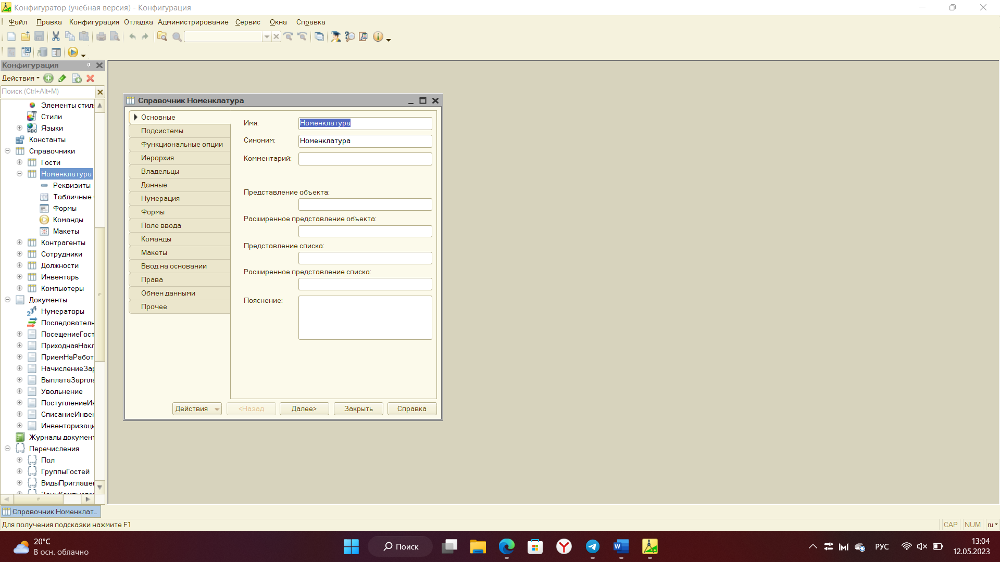 Конфигуратор (учебная версия) - Конфигурация
Файл Правка Конфигурация Отладка Администрирование Сервис Окна Справка
Конфигурация
Действия
Поиск (Ctrl+Alt+M)
Элементы стиля
Стили
Языки
Константы
Справочники
Гости
Номенклатура
Реквизиты
Табличные
Формы
Команды
Макеты
Контрагенты
Сотрудники
Должности
Инвентарь
Компьютеры
Документы
Нумераторы
Последователь
ПосещениеГост
ПриходнаяНакл
ПриемНаРабот
НачислениеЗар
ВыплатаЗарпла
Увольнение
ПоступлениеИн
СписаниеИнвен
Инвентаризаци
Журналы документ
Перечисления
Пол
ГруппыГостей
ВидыПриглашен
Справочник Номенклатура
Основные
Подсистемы
Функциональные опции
Иерархия
Владельцы
Данные
Нумерация
Формы
Поле ввода
Команды
Макеты
Ввод на основании
Права
Обмен данными
Прочее
Имя: Номенклатура
Синоним: Номенклатура
Комментарий:
Представление объекта:
Расширенное представление объекта:
Представление списка:
Расширенное представление списка:
Пояснение:
Действия <Назад Далее> Закрыть Справка
Справочник Номенклат...
Для получения подсказки нажмите F1
CAP NUM ru
20°C
В осн. облачно
Поиск
РУС
13:04
12.05.2023